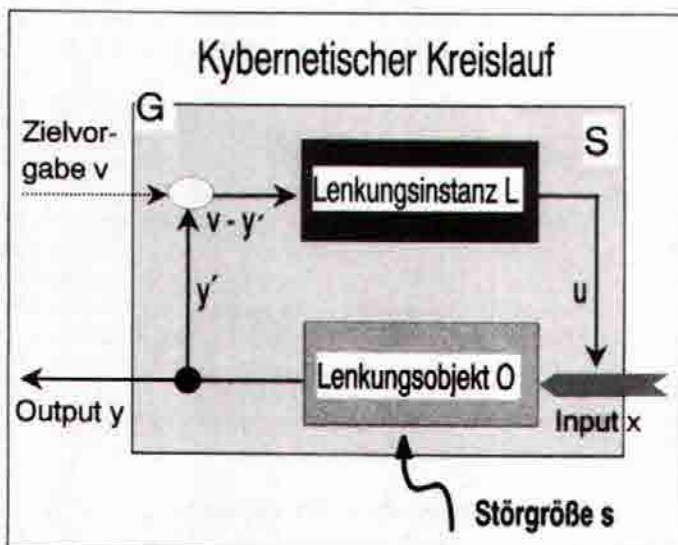 Kybernetischer Kreislauf
G
S
Zielvor-
gabe v
Lenkungsinstanz L
v - y´
y´
u
Lenkungsobjekt O
Output y
Input x
Störgröße s